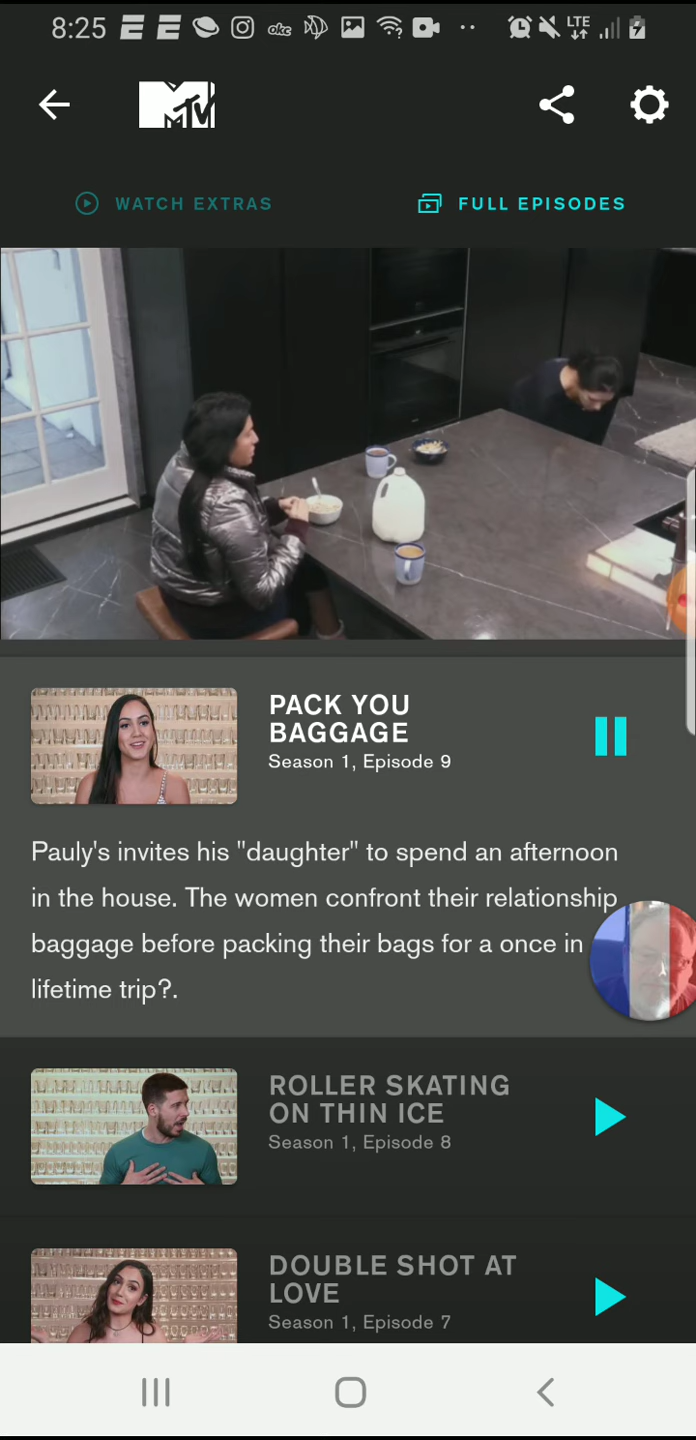 8:25 okc LTE
MTV
WATCH EXTRAS FULL EPISODES
PACK YOU
BAGGAGE
Season 1, Episode 9
Pauly's invites his "daughter" to spend an afternoon
in the house. The women confront their relationship
baggage before packing their bags for a once in
lifetime trip?.
ROLLER SKATING
ON THIN ICE
Season 1, Episode 8
DOUBLE SHOT AT
LOVE
Season 1, Episode 7